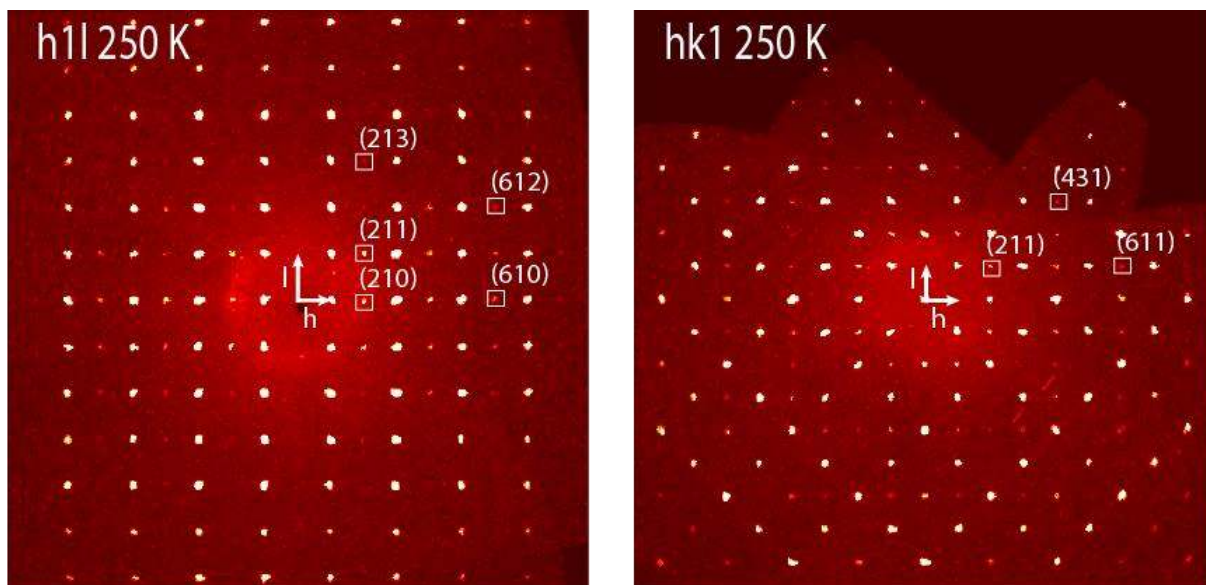 h1l 250 K
(213)
(612)
(211)
(210)
(610)
l
h
hk1 250 K
(431)
(211)
(611)
l
h